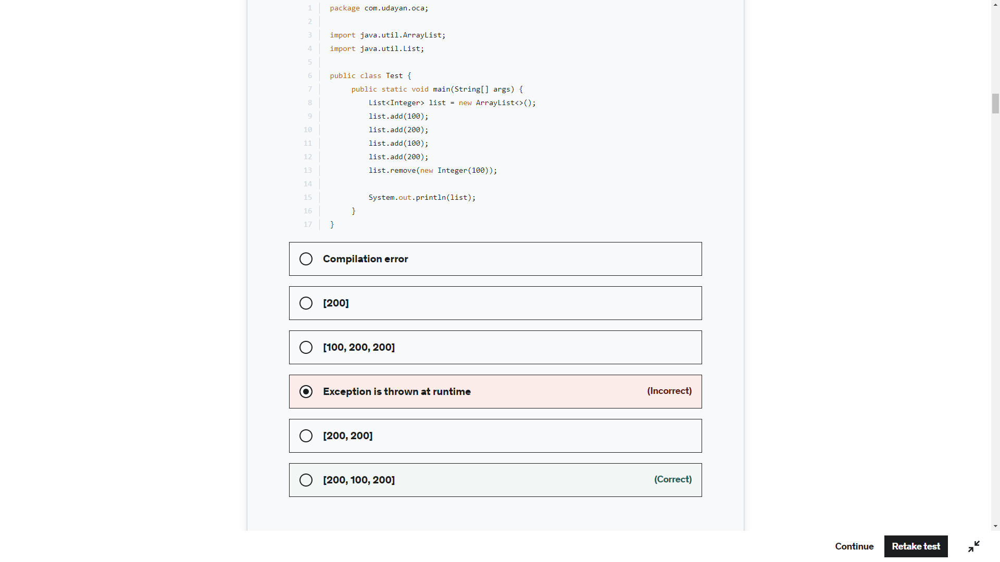 1 package com.udayan.oca;
2
3 import java.util.ArrayList;
4 import java.util.List;
5
6 public class Test {
7 public static void main(String[] args) {
8 List<Integer> list = new ArrayList<>();
9 list.add(100);
10 list.add(200);
11 list.add(100);
12 list.add(200);
13 list.remove(new Integer(100));
14
15 System.out.println(list);
16 }
17 }
Compilation error
[200]
[100, 200, 200]
Exception is thrown at runtime (Incorrect)
[200, 200]
[200, 100, 200] (Correct)
Continue Retake test